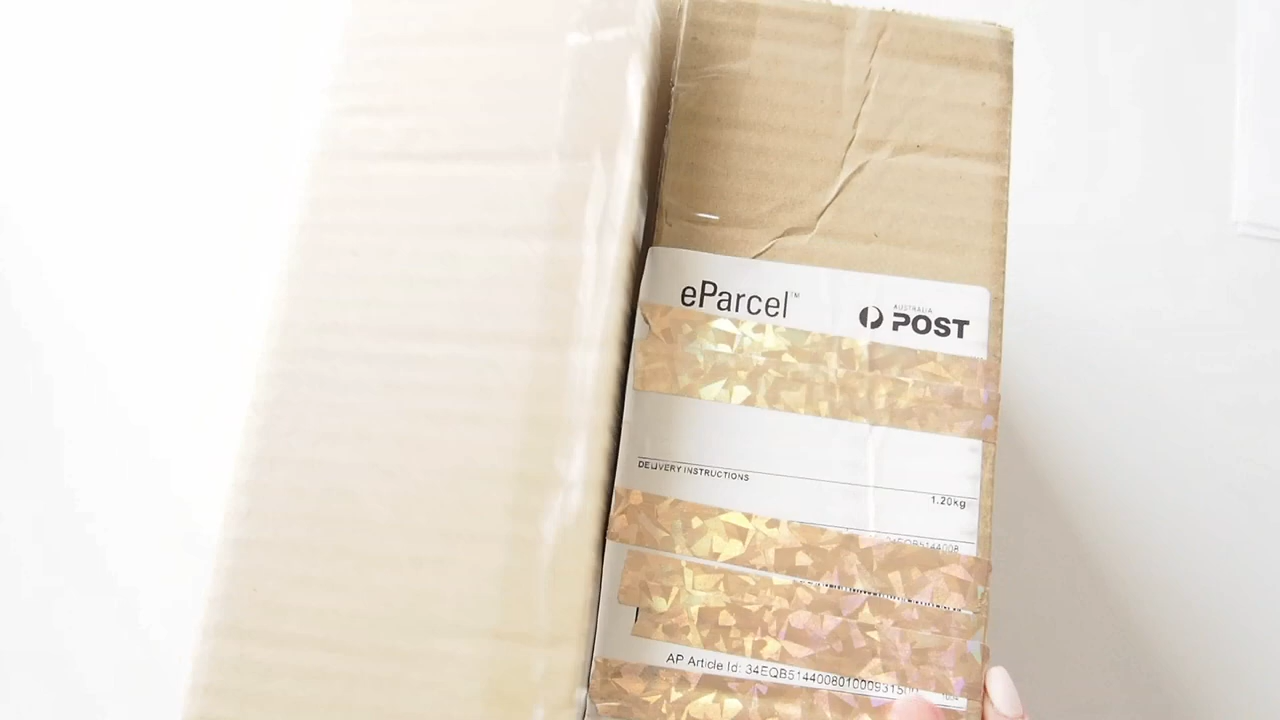 eParcel™
AUSTRALIA
POST
DELIVERY INSTRUCTIONS
1.20kg
AP Article Id: 34EQB5144008010009315